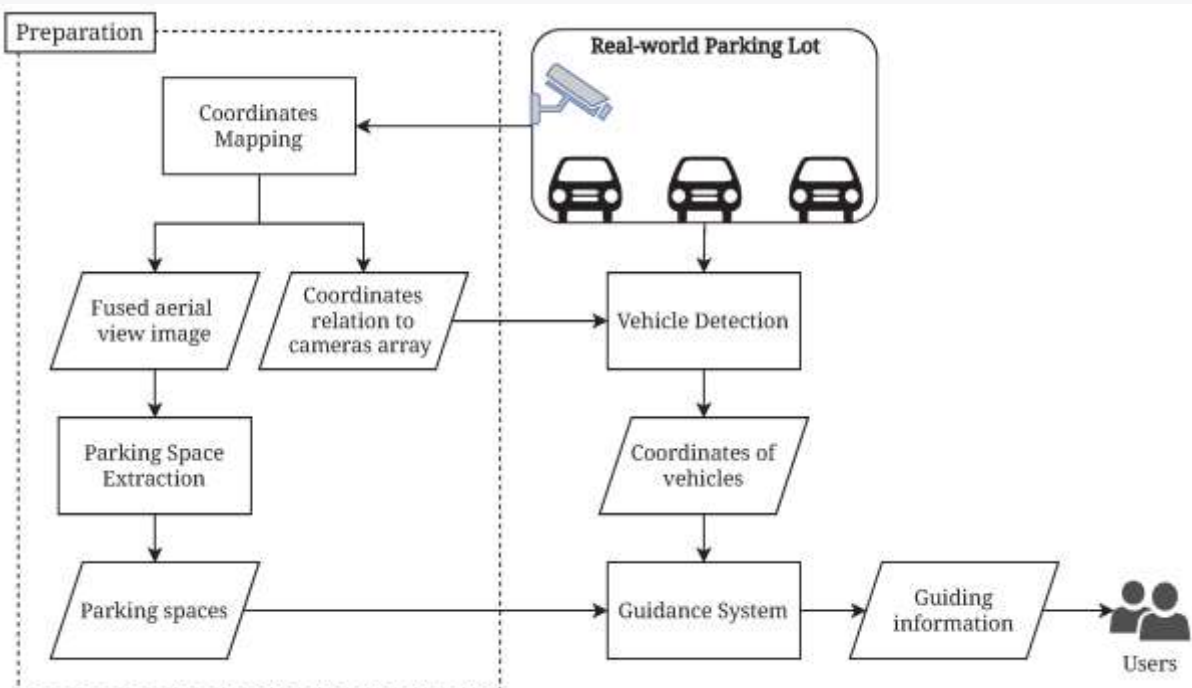 Preparation
Real-world Parking Lot
Coordinates
Mapping
Fused aerial
view image
Coordinates
relation to
cameras array
Vehicle Detection
Parking Space
Extraction
Coordinates of
vehicles
Parking spaces
Guidance System
Guiding
information
Users